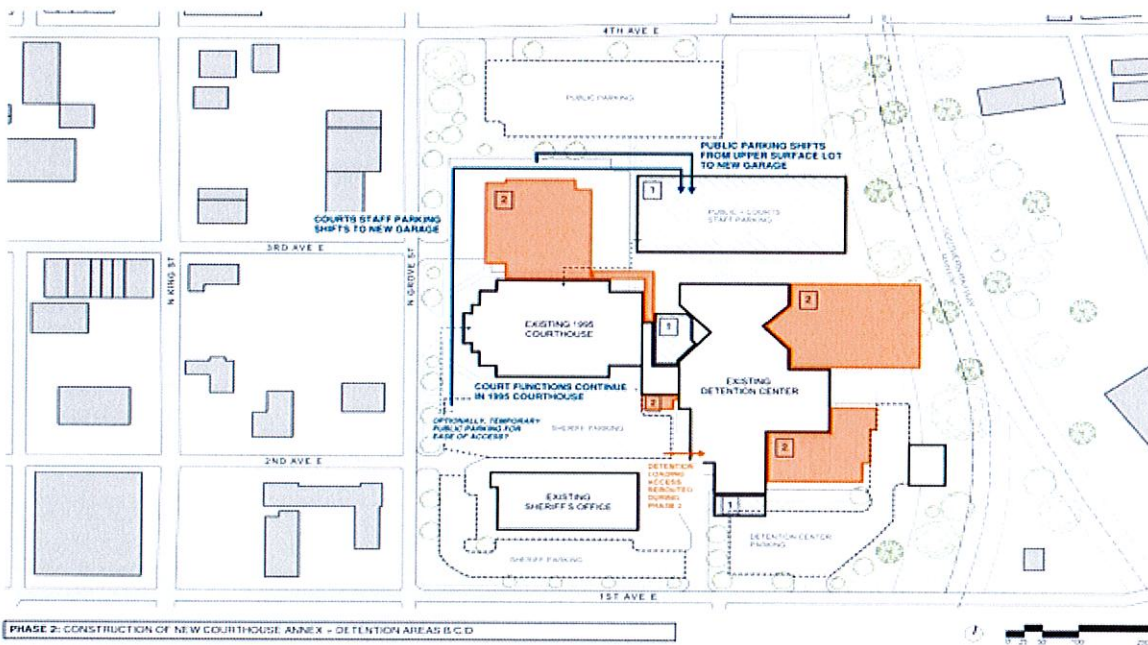 4TH AVE E
PUBLIC PARKING
PUBLIC PARKING SHIFTS
FROM UPPER SURFACE LOT
TO NEW GARAGE
2
1
PUBLIC + COURTS
STAFF PARKING
COURTS STAFF PARKING
SHIFTS TO NEW GARAGE
3RD AVE E
N KING ST
N GROVE ST
EXISTING 1995
COURTHOUSE
1
2
EXISTING
DETENTION CENTER
COURT FUNCTIONS CONTINUE
IN 1995 COURTHOUSE
2
OPTIONALLY, TEMPORARY
PUBLIC PARKING FOR
EASE OF ACCESS?
SHERIFF PARKING
2
2ND AVE E
DETENTION
LOADING
ACCESS
REROUTED
DURING
PHASE 2
EXISTING
SHERIFF'S OFFICE
1
SHERIFF PARKING
DETENTION CENTER
PARKING
1ST AVE E
PHASE 2: CONSTRUCTION OF NEW COURTHOUSE ANNEX + DETENTION AREAS B C D
0 25 50 100